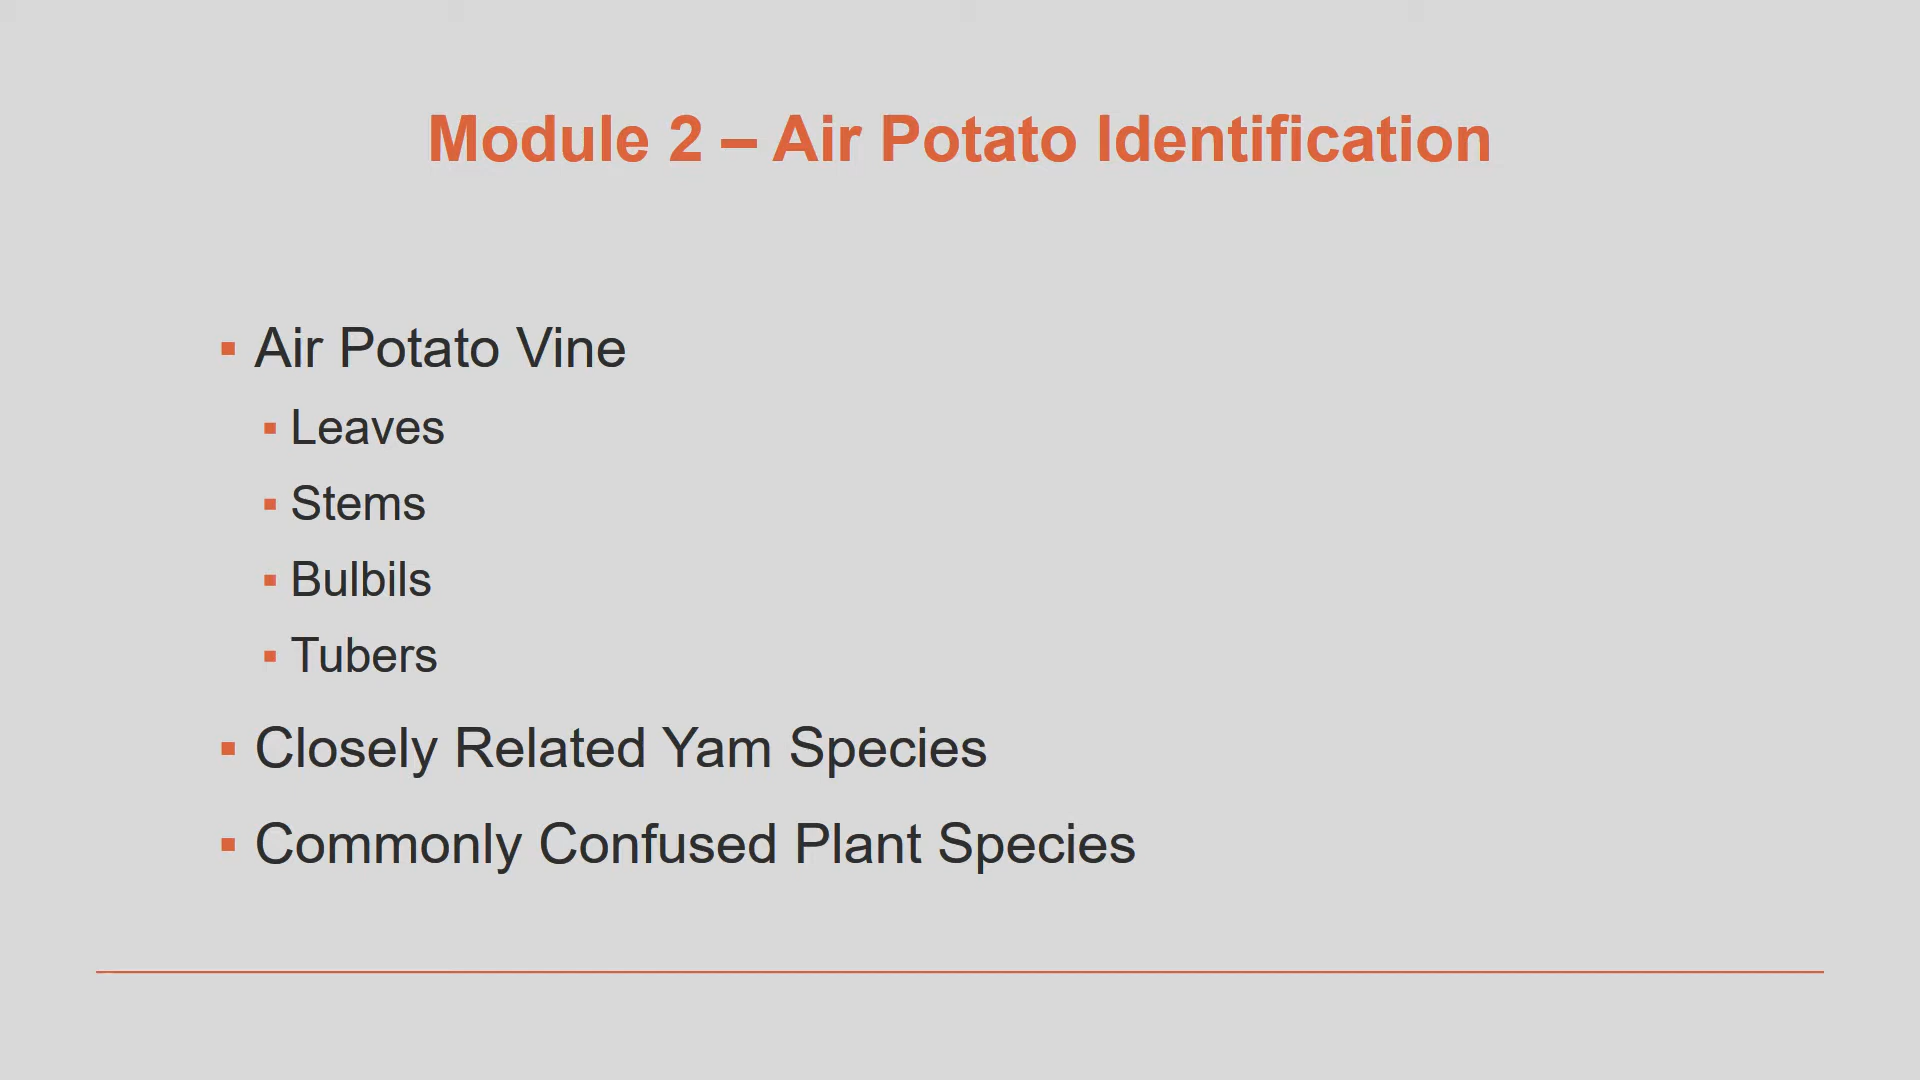 Module 2 – Air Potato Identification
▪ Air Potato Vine
▪ Leaves
▪ Stems
▪ Bulbils
▪ Tubers
▪ Closely Related Yam Species
▪ Commonly Confused Plant Species